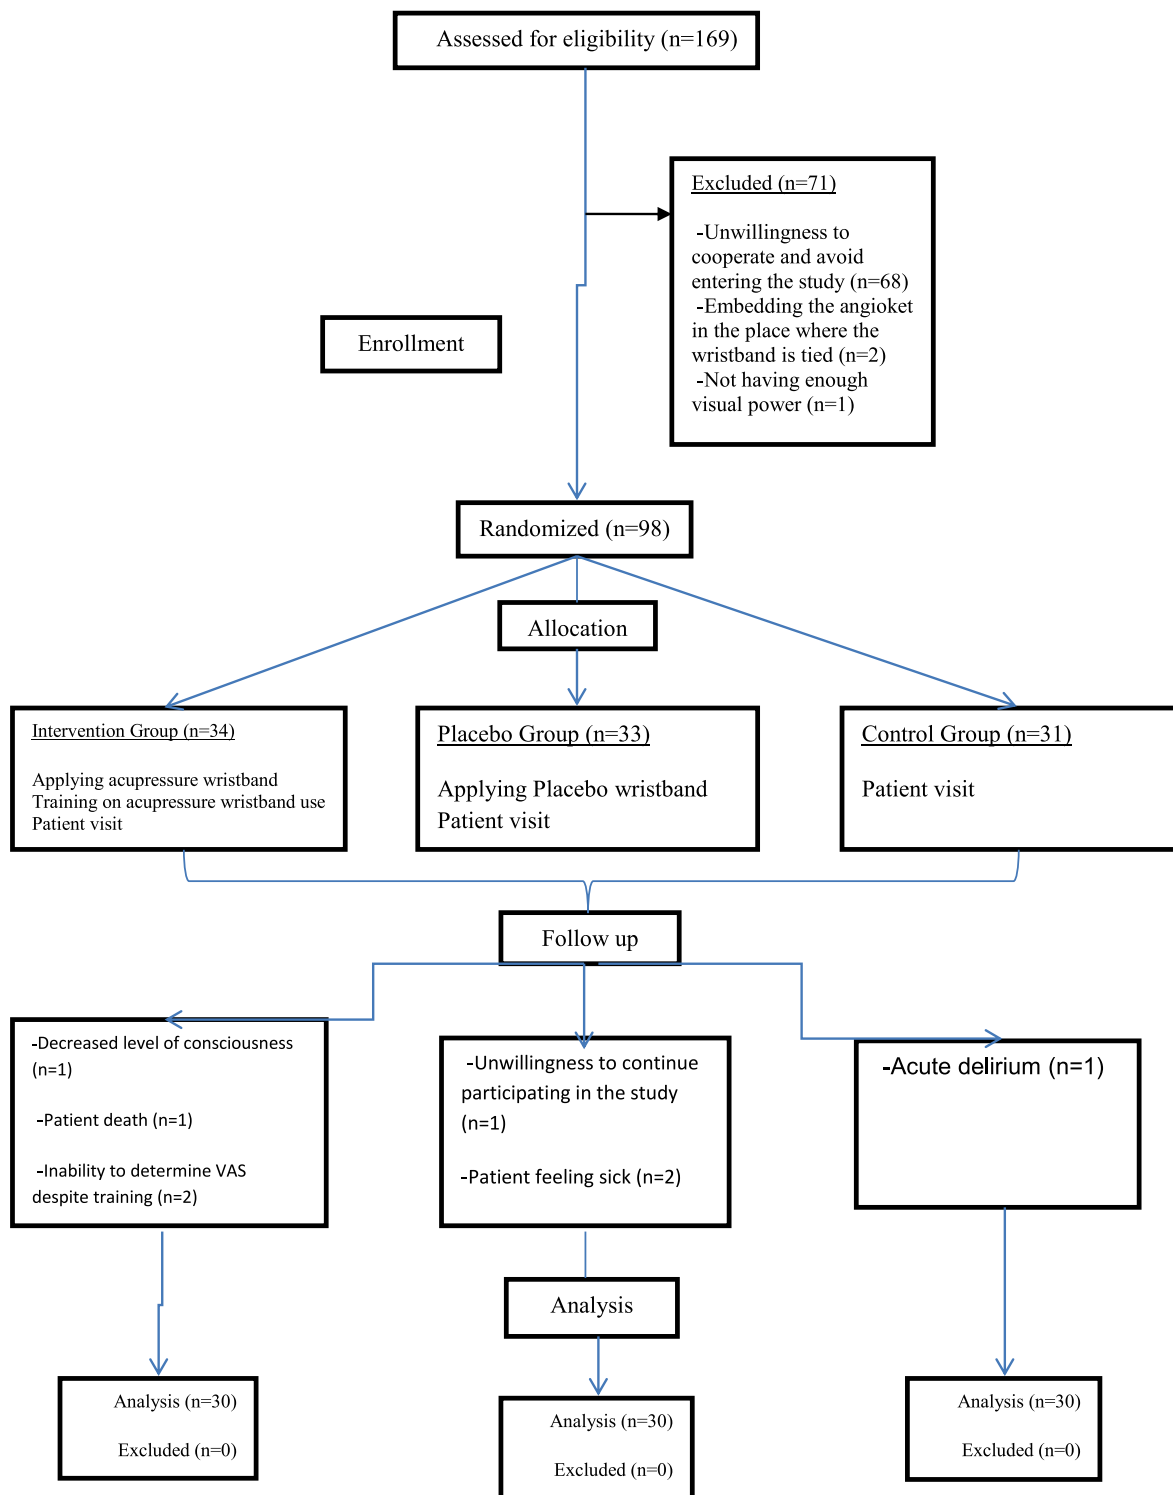 Assessed for eligibility (n=169)
Excluded (n=71)
-Unwillingness to
cooperate and avoid
entering the study (n=68)
-Embedding the angioket
in the place where the
wristband is tied (n=2)
-Not having enough
visual power (n=1)
Enrollment
Randomized (n=98)
Allocation
Intervention Group (n=34)
Applying acupressure wristband
Training on acupressure wristband use
Patient visit
Placebo Group (n=33)
Applying Placebo wristband
Patient visit
Control Group (n=31)
Patient visit
Follow up
-Decreased level of consciousness
(n=1)
-Patient death (n=1)
-Inability to determine VAS
despite training (n=2)
-Unwillingness to continue
participating in the study
(n=1)
-Patient feeling sick (n=2)
-Acute delirium (n=1)
Analysis
Analysis (n=30)
Excluded (n=0)
Analysis (n=30)
Excluded (n=0)
Analysis (n=30)
Excluded (n=0)